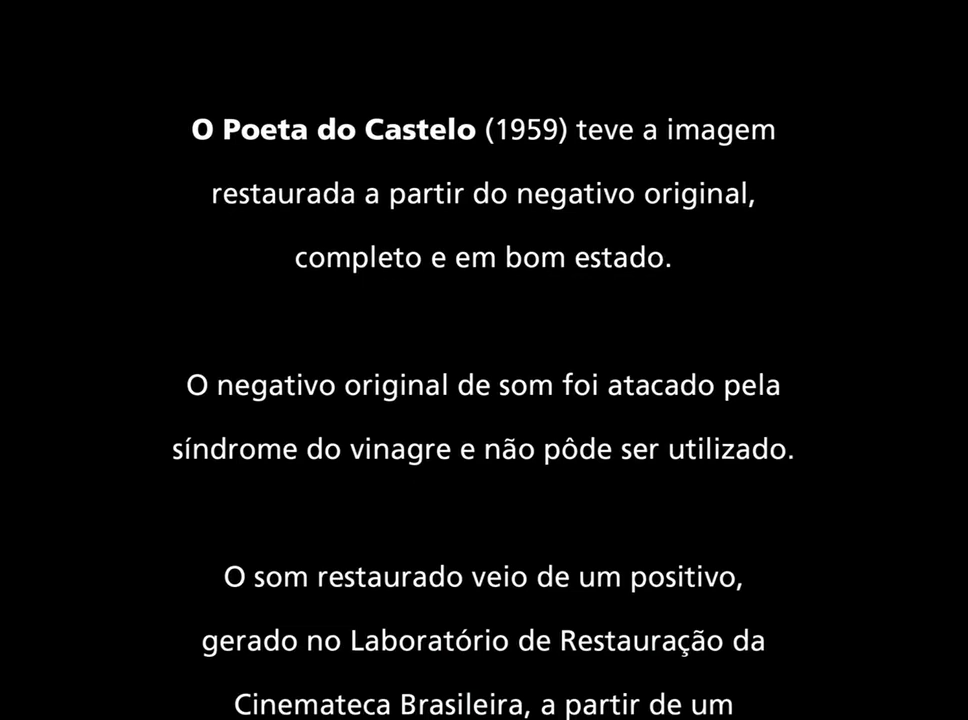 O Poeta do Castelo (1959) teve a imagem
restaurada a partir do negativo original,
completo e em bom estado.
O negativo original de som foi atacado pela
síndrome do vinagre e não pôde ser utilizado.
O som restaurado veio de um positivo,
gerado no Laboratório de Restauração da
Cinemateca Brasileira, a partir de um